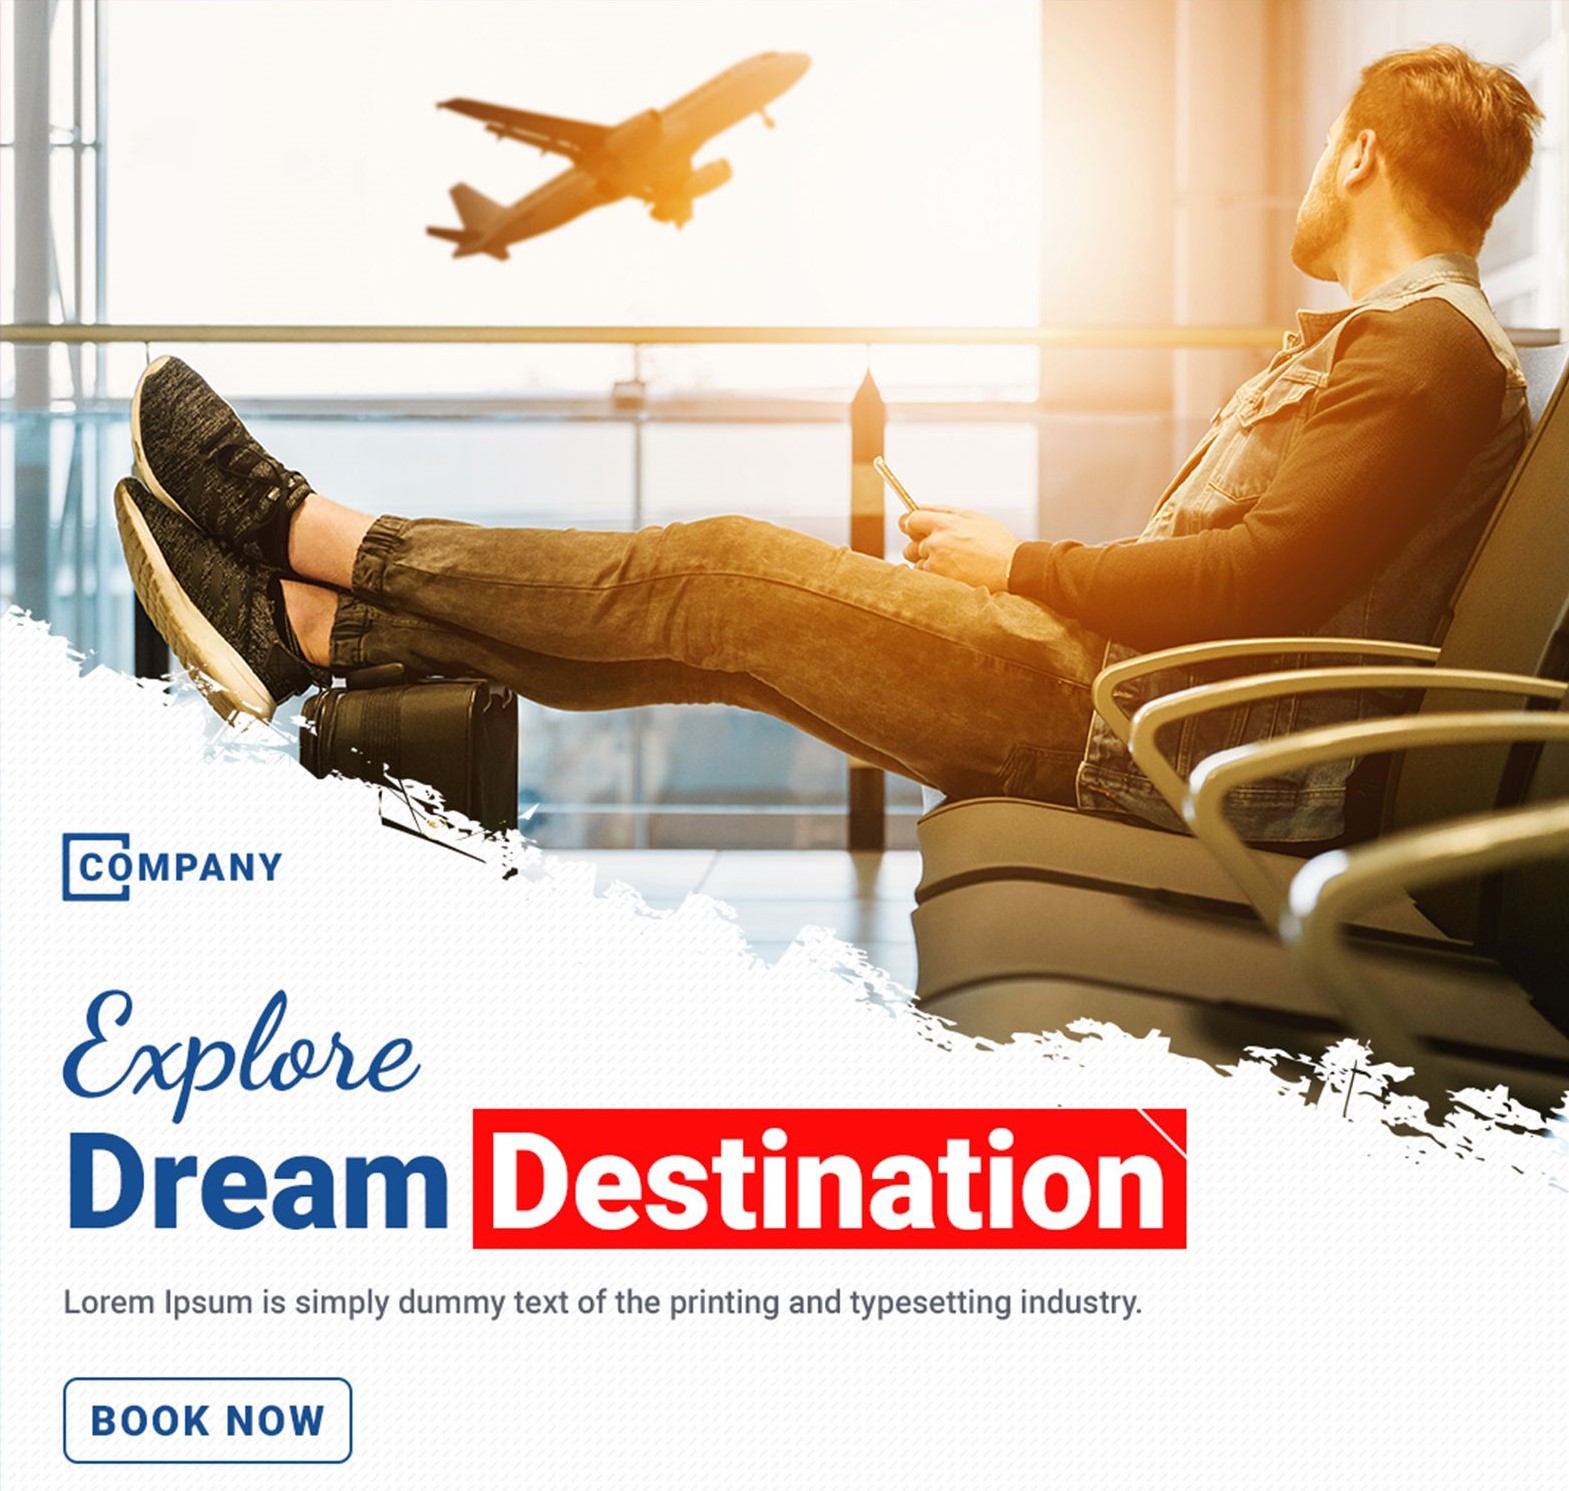 COMPANY
Explore
Dream Destination
Lorem Ipsum is simply dummy text of the printing and typesetting industry.
BOOK NOW